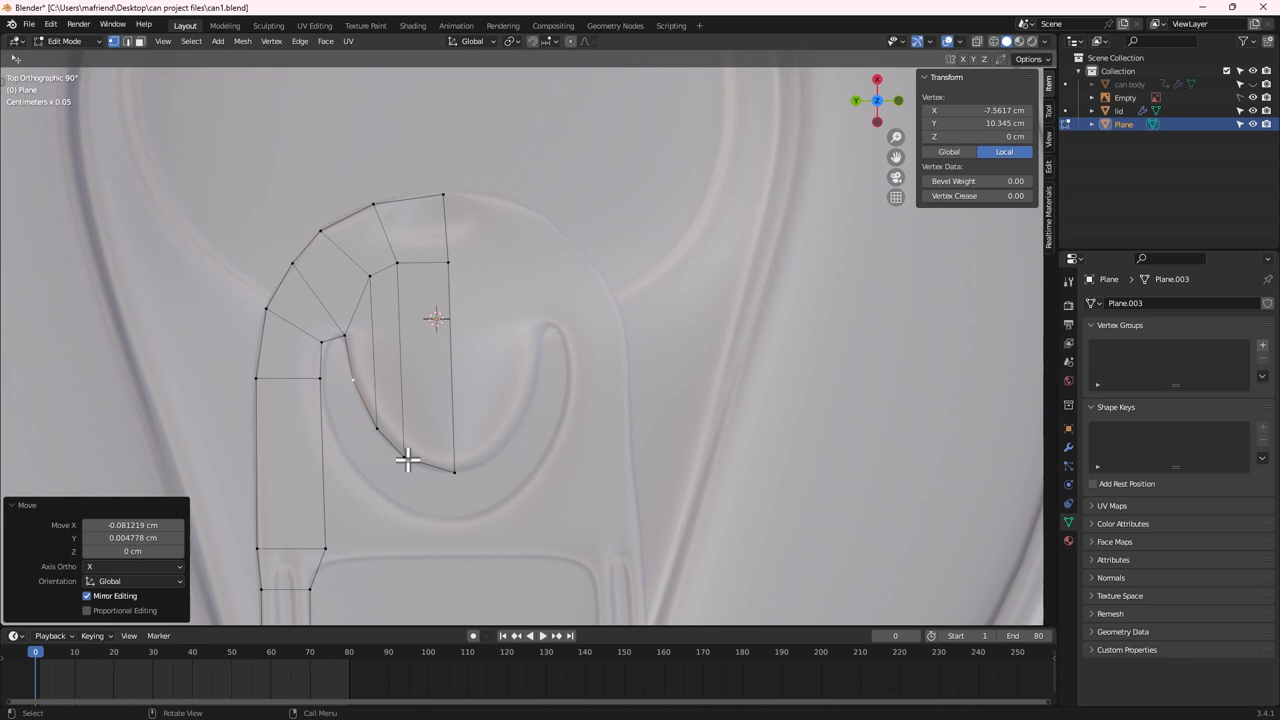 Blender* [C:\Users\mafriend\Desktop\can project files\can1.blend]
File Edit Render Window Help Layout Modeling Sculpting UV Editing Texture Paint Shading Animation Rendering Compositing Geometry Nodes Scripting + Scene ViewLayer
Edit Mode View Select Add Mesh Vertex Edge Face UV Global
X Y Z Options
Top Orthographic 90°
(0) Plane
Centimeters x 0.05
Transform
Vertex:
X -7.5617 cm
Y 10.345 cm
Z 0 cm
Global Local
Vertex Data:
Bevel Weight 0.00
Vertex Crease 0.00
Item
Tool
View
Edit
Realtime Materials
X
Y
Z
Scene Collection
Collection
can body
Empty
lid
Plane
Plane > Plane.003
Plane.003
Vertex Groups
Shape Keys
Add Rest Position
UV Maps
Color Attributes
Face Maps
Attributes
Normals
Texture Space
Remesh
Geometry Data
Custom Properties
Move
Move X -0.081219 cm
Y 0.004778 cm
Z 0 cm
Axis Ortho X
Orientation Global
Mirror Editing
Proportional Editing
Playback Keying View Marker 0 Start 1 End 80
0 10 20 30 40 50 60 70 80 90 100 110 120 130 140 150 160 170 180 190 200 210 220 230 240 250
Select Rotate View Call Menu 3.4.1